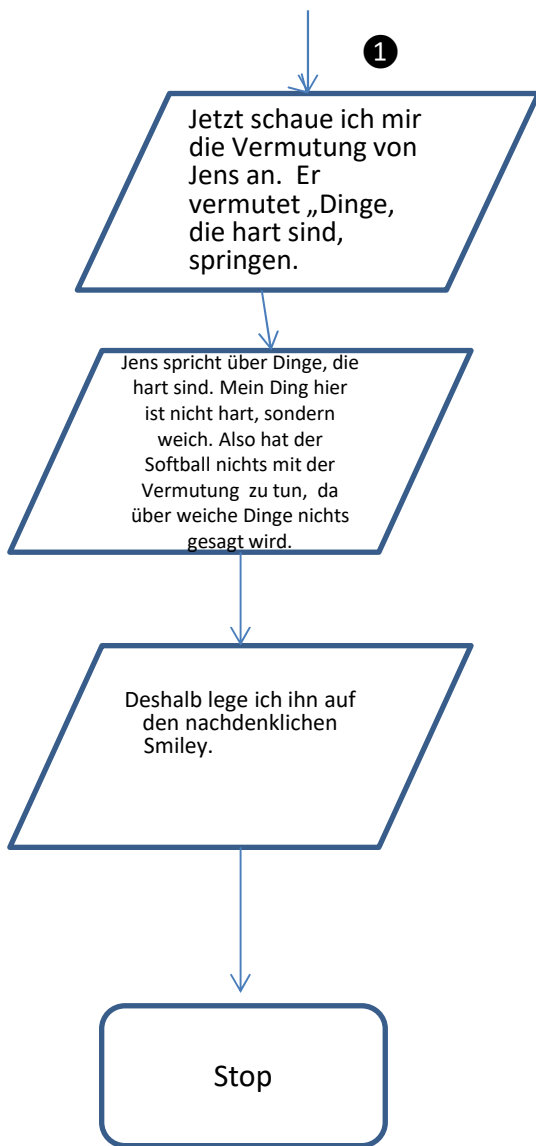 ❶
Jetzt schaue ich mir
die Vermutung von
Jens an.  Er
vermutet „Dinge,
die hart sind,
springen.
Jens spricht über Dinge, die
hart sind. Mein Ding hier
ist nicht hart, sondern
weich. Also hat der
Softball nichts mit der
Vermutung  zu tun,  da
über weiche Dinge nichts
gesagt wird.
Deshalb lege ich ihn auf
den nachdenklichen
Smiley.
Stop